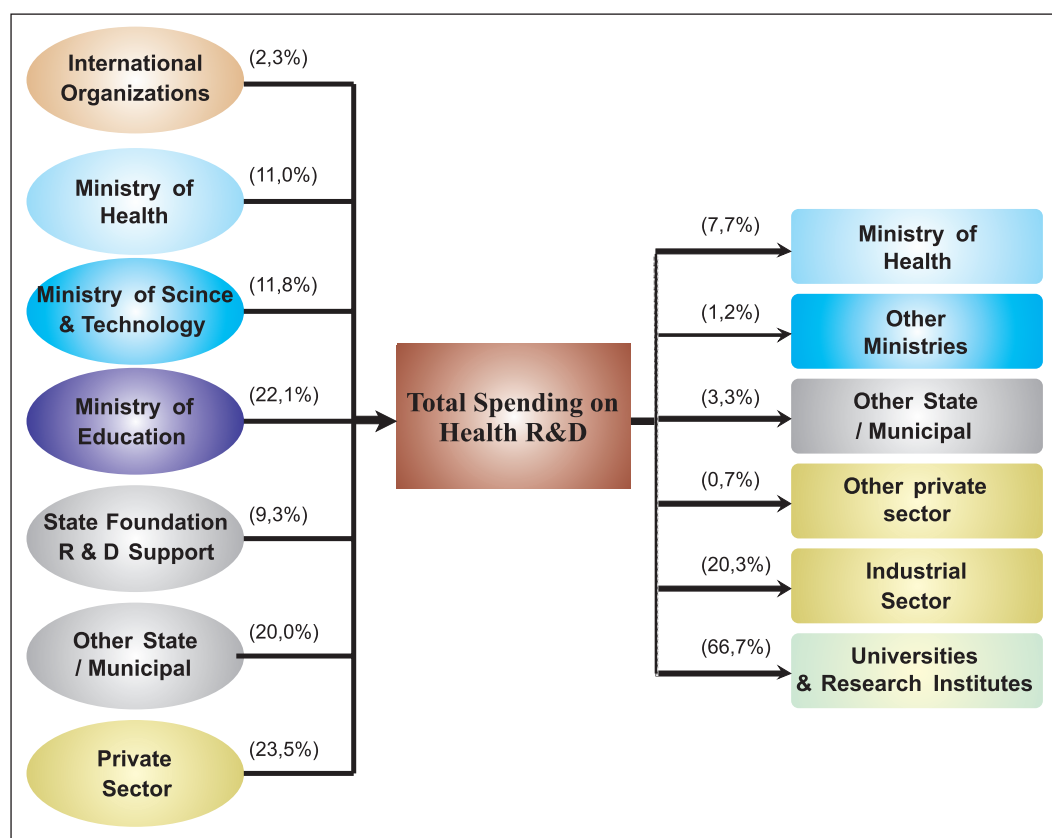 International
Organizations
(2,3%)
Ministry of
Health
(11,0%)
Ministry of Scince
& Technology
(11,8%)
Ministry of
Education
(22,1%)
State Foundation
R & D Support
(9,3%)
Other State
/ Municipal
(20,0%)
Private
Sector
(23,5%)
Total Spending on
Health R&D
(7,7%)
Ministry of
Health
(1,2%)
Other
Ministries
(3,3%)
Other State
/ Municipal
(0,7%)
Other private
sector
(20,3%)
Industrial
Sector
(66,7%)
Universities
& Research Institutes